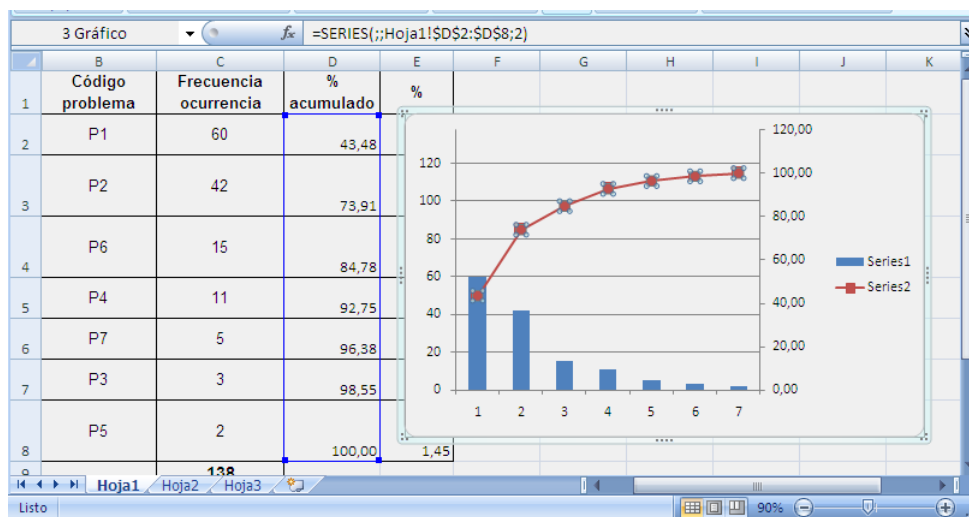 3 Gráfico fx =SERIES(;;Hoja1!$D$2:$D$8;2)
B C D E F G H I J K
Código Frecuencia % %
1 problema ocurrencia acumulado
2 P1 60 43,48
3 P2 42 73,91
4 P6 15 84,78
5 P4 11 92,75
6 P7 5 96,38
7 P3 3 98,55
8 P5 2 100,00 1,45
9 138
120 120,00
100 100,00
80 80,00
60 60,00
40 40,00
20 20,00
0 0,00
1 2 3 4 5 6 7
Series1
Series2
Hoja1 Hoja2 Hoja3
Listo 90%